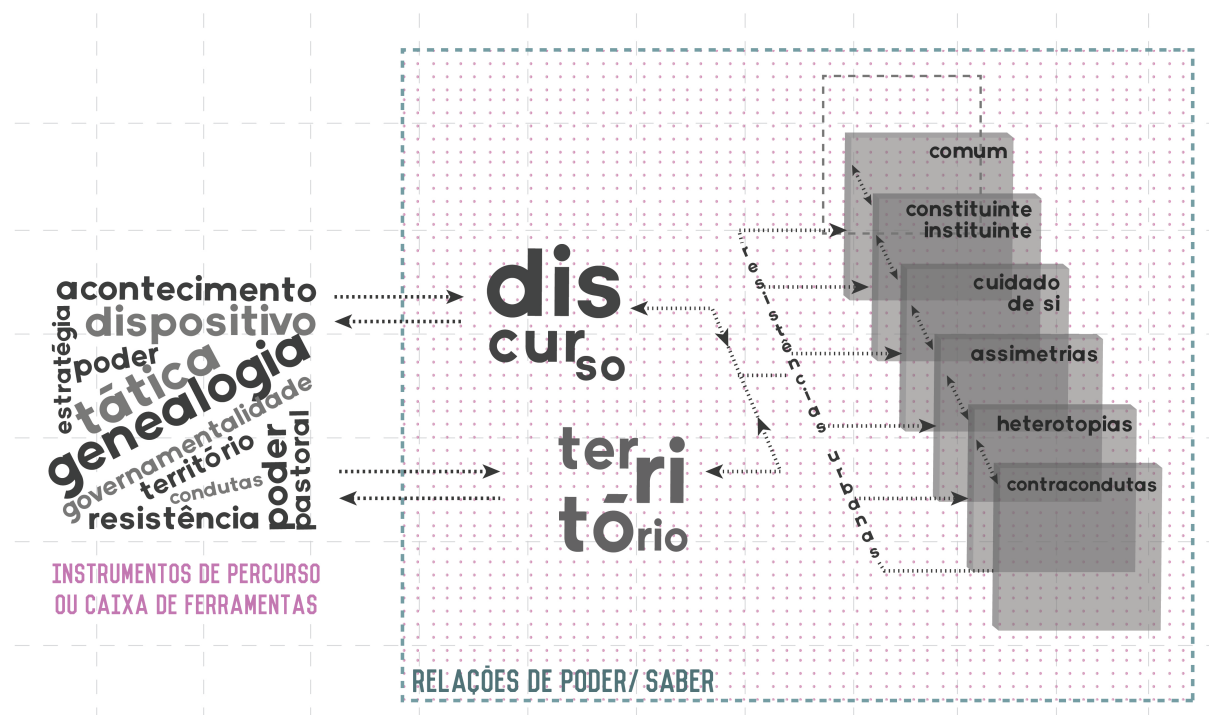 acontecimento
dispositivo
estratégia
poder
tática
genealogia
governamentalidade
território
condutas
resistência
poder
pastoral
INSTRUMENTOS DE PERCURSO
OU CAIXA DE FERRAMENTAS
dis
cur
so
ter
ri
tó
rio
resistências urbanas
comum
constituinte
instituinte
cuidado
de si
assimetrias
heterotopias
contracondutas
RELAÇÕES DE PODER/ SABER